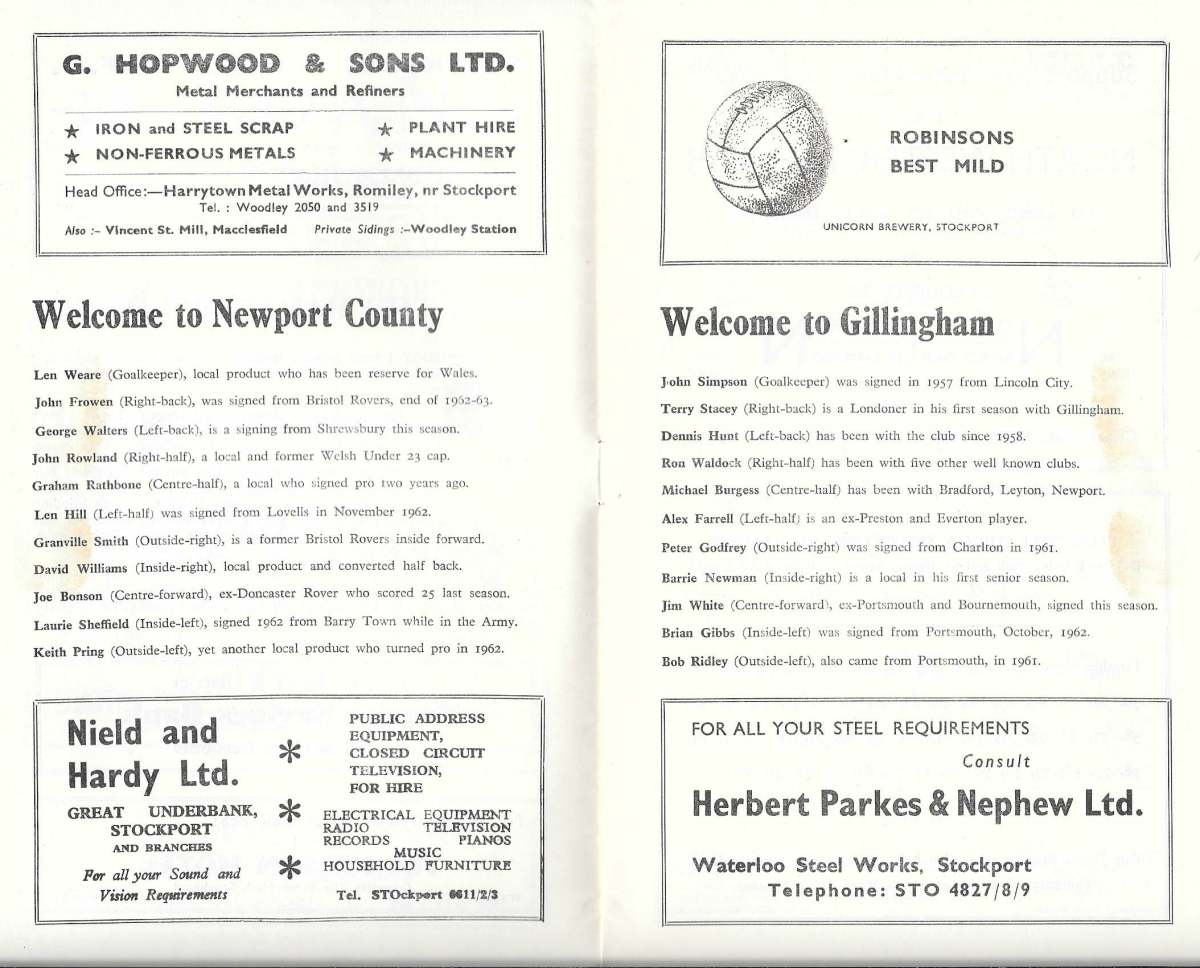 G. HOPWOOD & SONS LTD.
Metal Merchants and Refiners
★ IRON and STEEL SCRAP ★ PLANT HIRE
★ NON-FERROUS METALS ★ MACHINERY
Head Office:—Harrytown Metal Works, Romiley, nr Stockport
Tel. : Woodley 2050 and 3519
Also :- Vincent St. Mill, Macclesfield Private Sidings :-Woodley Station
Welcome to Newport County
Len Weare (Goalkeeper), local product who has been reserve for Wales.
John Frowen (Right-back), was signed from Bristol Rovers, end of 1962-63.
George Walters (Left-back), is a signing from Shrewsbury this season.
John Rowland (Right-half), a local and former Welsh Under 23 cap.
Graham Rathbone (Centre-half), a local who signed pro two years ago.
Len Hill (Left-half) was signed from Lovells in November 1962.
Granville Smith (Outside-right), is a former Bristol Rovers inside forward.
David Williams (Inside-right), local product and converted half back.
Joe Bonson (Centre-forward), ex-Doncaster Rover who scored 25 last season.
Laurie Sheffield (Inside-left), signed 1962 from Barry Town while in the Army.
Keith Pring (Outside-left), yet another local product who turned pro in 1962.
Nield and
Hardy Ltd.
GREAT UNDERBANK,
STOCKPORT
AND BRANCHES
For all your Sound and
Vision Requirements
PUBLIC ADDRESS
EQUIPMENT,
CLOSED CIRCUIT
TELEVISION,
FOR HIRE
ELECTRICAL EQUIPMENT
RADIO TELEVISION
RECORDS PIANOS
MUSIC
HOUSEHOLD FURNITURE
Tel. STOckport 6611/2/3
ROBINSONS
BEST MILD
UNICORN BREWERY, STOCKPORT
Welcome to Gillingham
John Simpson (Goalkeeper) was signed in 1957 from Lincoln City.
Terry Stacey (Right-back) is a Londoner in his first season with Gillingham.
Dennis Hunt (Left-back) has been with the club since 1958.
Ron Waldock (Right-half) has been with five other well known clubs.
Michael Burgess (Centre-half) has been with Bradford, Leyton, Newport.
Alex Farrell (Left-half) is an ex-Preston and Everton player.
Peter Godfrey (Outside-right) was signed from Charlton in 1961.
Barrie Newman (Inside-right) is a local in his first senior season.
Jim White (Centre-forward), ex-Portsmouth and Bournemouth, signed this season.
Brian Gibbs (Inside-left) was signed from Portsmouth, October, 1962.
Bob Ridley (Outside-left), also came from Portsmouth, in 1961.
FOR ALL YOUR STEEL REQUIREMENTS
Consult
Herbert Parkes & Nephew Ltd.
Waterloo Steel Works, Stockport
Telephone: STO 4827/8/9